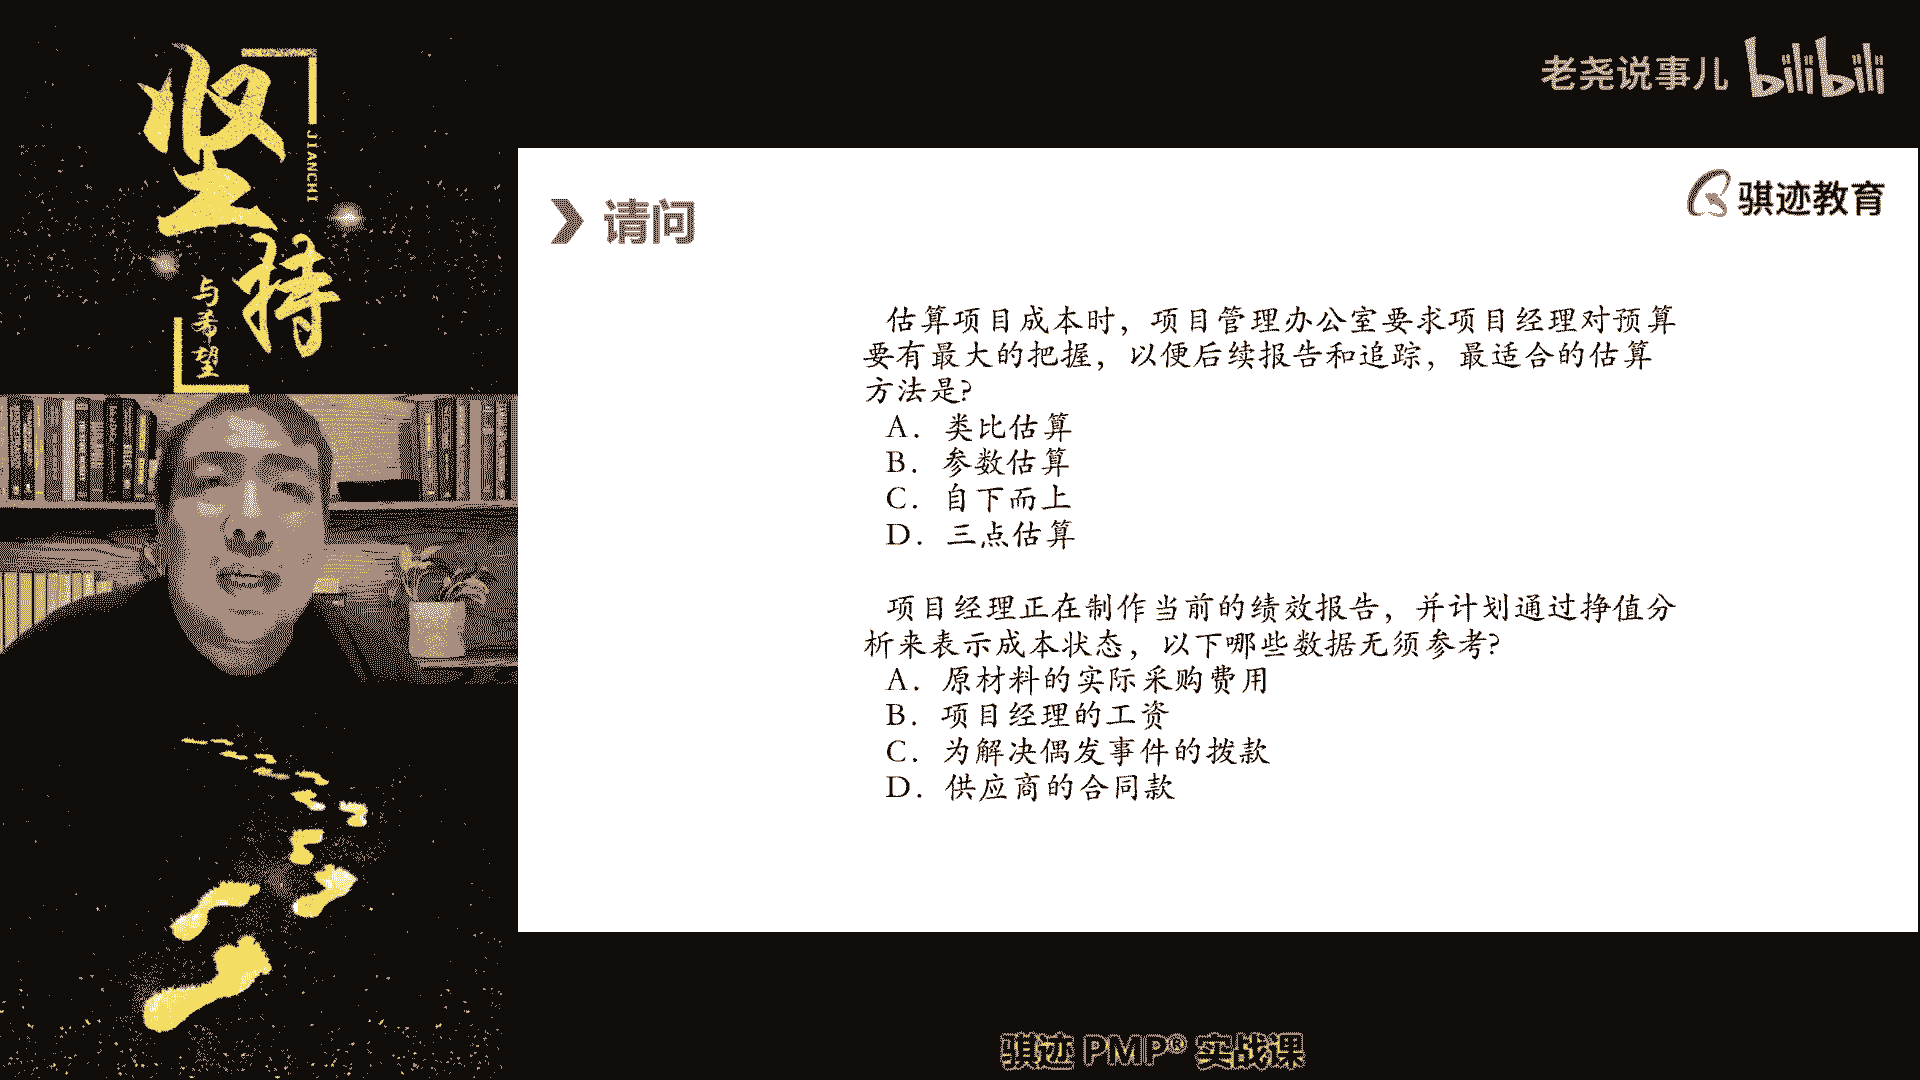 坚持
JIANCHI
与希望
老尧说事儿 bilibili
骐迹教育
请问
估算项目成本时，项目管理办公室要求项目经理对预算
要有最大的把握，以便后续报告和追踪，最适合的估算
方法是?
A. 类比估算
B. 参数估算
C. 自下而上
D. 三点估算
项目经理正在制作当前的绩效报告，并计划通过挣值分
析来表示成本状态，以下哪些数据无须参考?
A. 原材料的实际采购费用
B. 项目经理的工资
C. 为解决偶发事件的拨款
D. 供应商的合同款
骐迹 PMP® 实战课